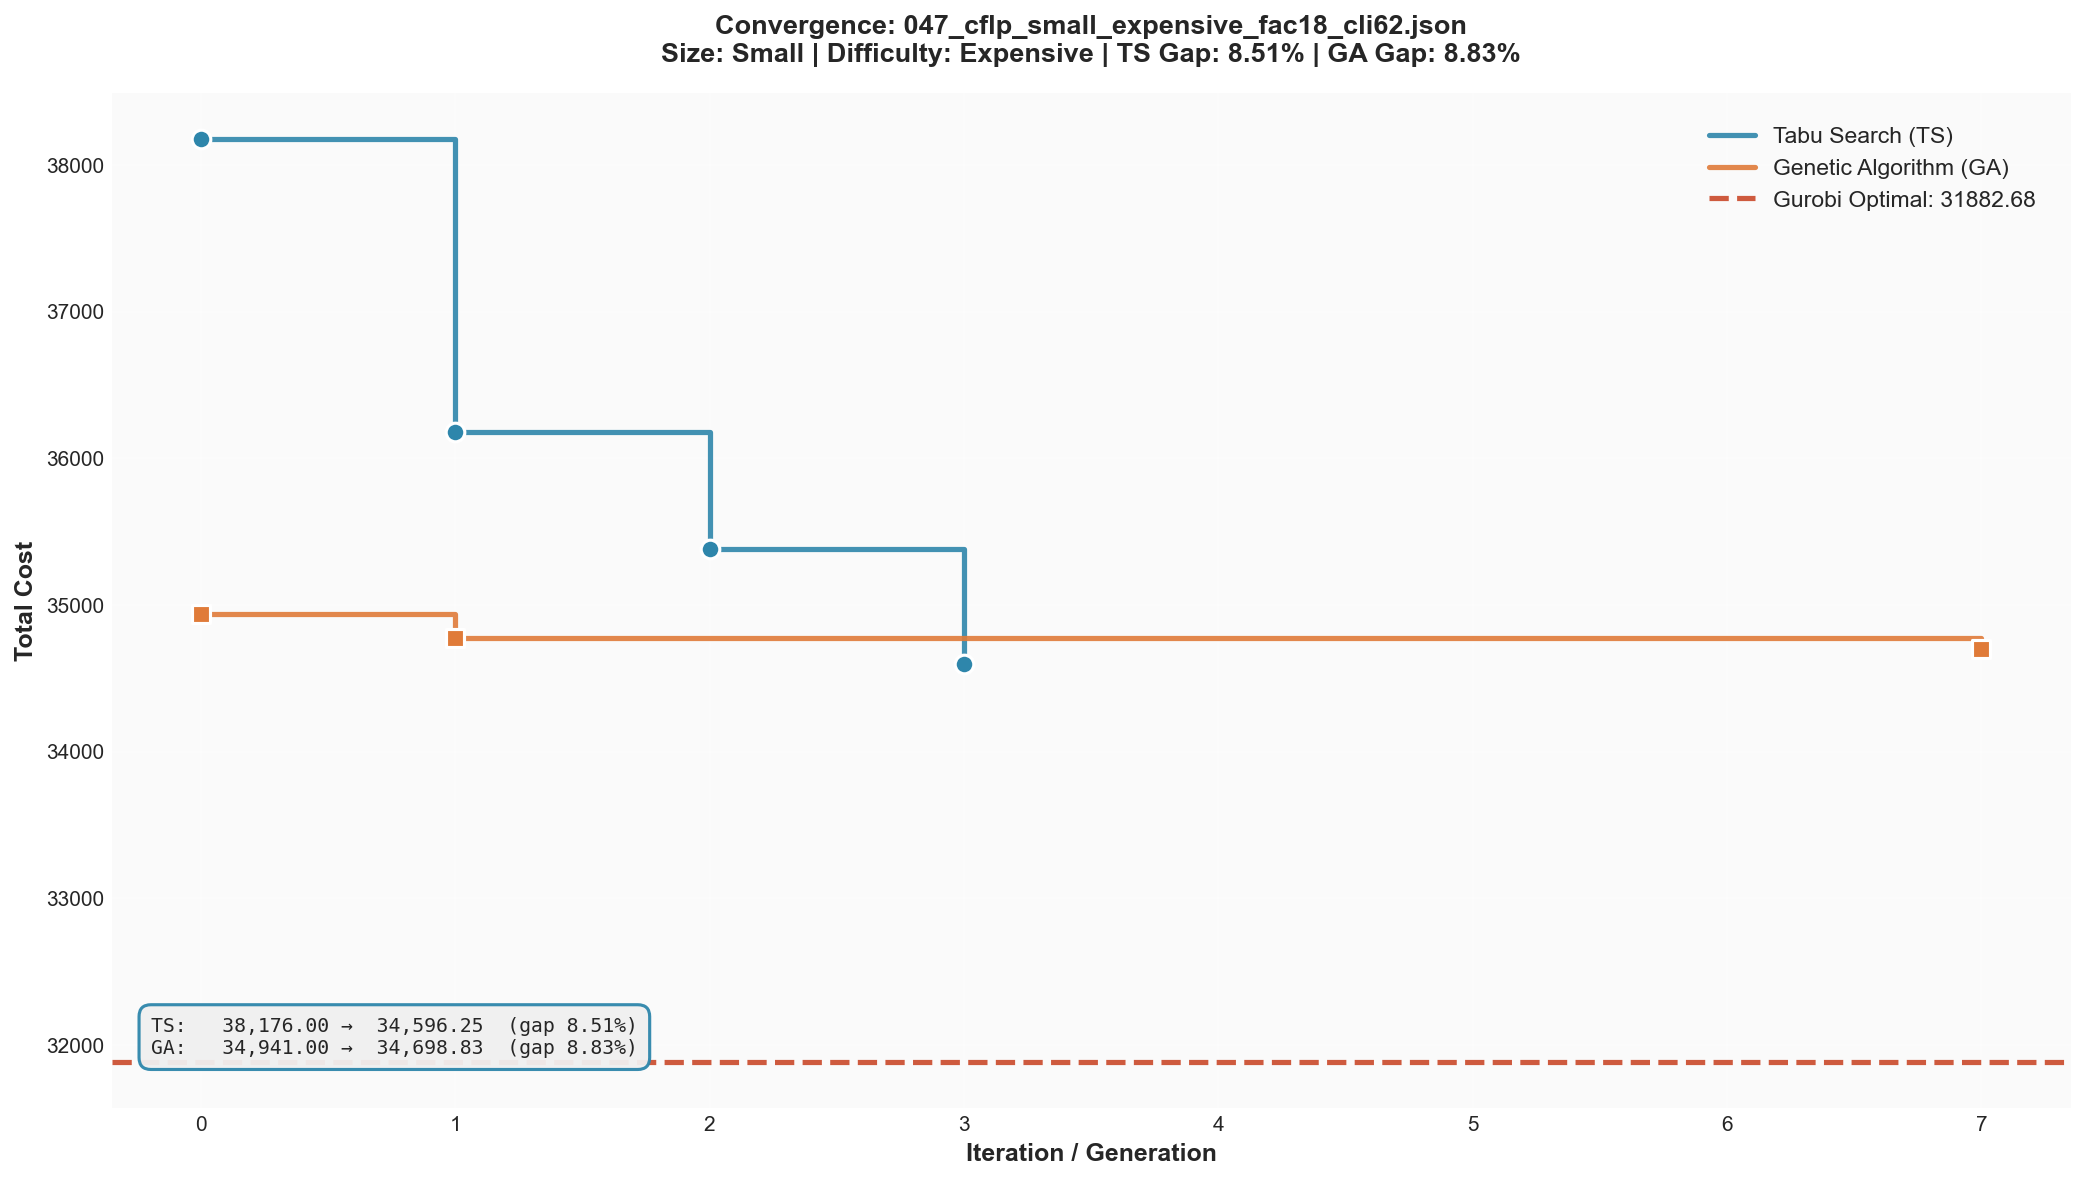 Convergence: 047_cflp_small_expensive_fac18_cli62.json
Size: Small | Difficulty: Expensive | TS Gap: 8.51% | GA Gap: 8.83%
Tabu Search (TS)
Genetic Algorithm (GA)
Gurobi Optimal: 31882.68
Total Cost
38000
37000
36000
35000
34000
33000
32000
TS:   38,176.00 →  34,596.25  (gap 8.51%)
GA:   34,941.00 →  34,698.83  (gap 8.83%)
0 1 2 3 4 5 6 7
Iteration / Generation